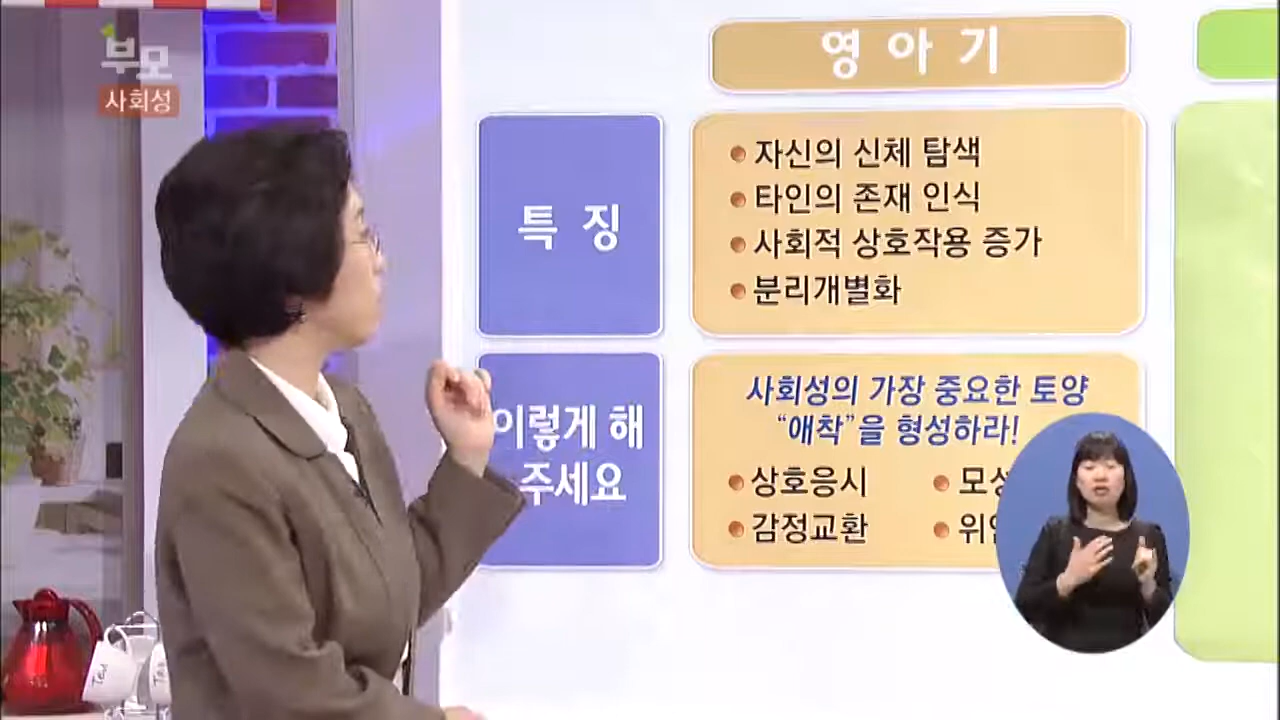 부모
사회성
영아기
특징
자신의 신체 탐색
타인의 존재 인식
사회적 상호작용 증가
분리개별화
이렇게 해
주세요
사회성의 가장 중요한 토양
“애착”을 형성하라!
상호응시
감정교환
Tea